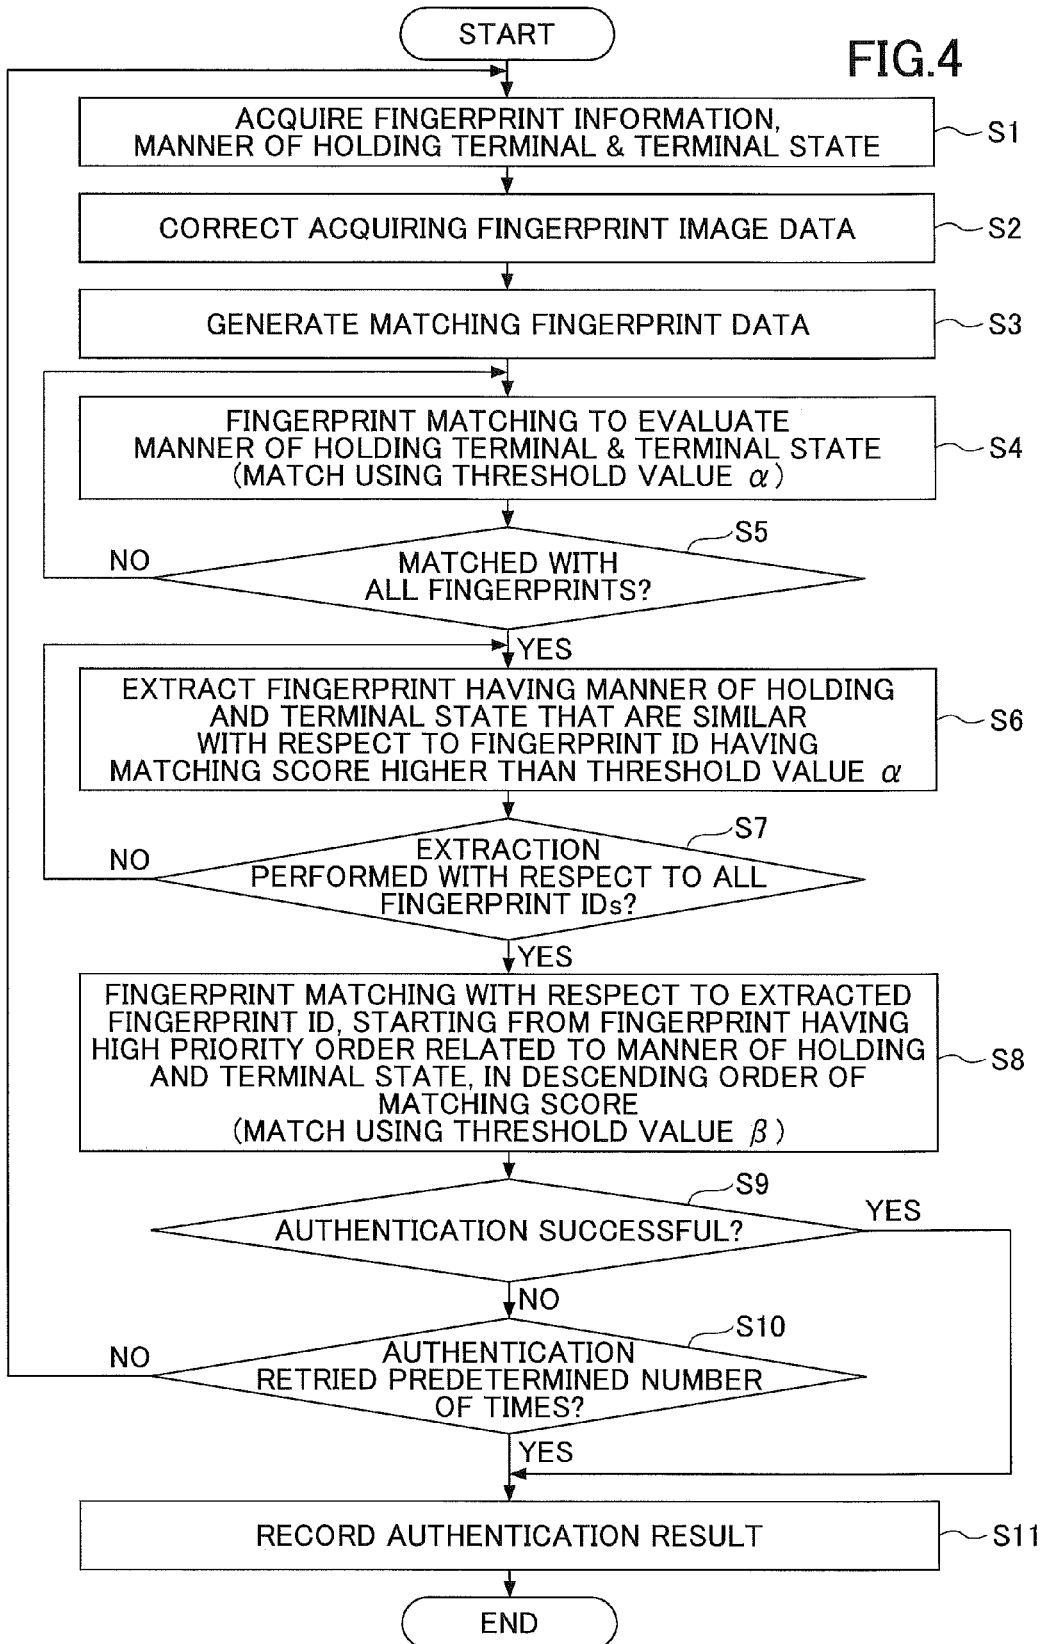 START
FIG.4
ACQUIRE FINGERPRINT INFORMATION,
MANNER OF HOLDING TERMINAL & TERMINAL STATE
S1
CORRECT ACQUIRING FINGERPRINT IMAGE DATA
S2
GENERATE MATCHING FINGERPRINT DATA
S3
FINGERPRINT MATCHING TO EVALUATE
MANNER OF HOLDING TERMINAL & TERMINAL STATE
(MATCH USING THRESHOLD VALUE α)
S4
S5
NO
MATCHED WITH
ALL FINGERPRINTS?
YES
EXTRACT FINGERPRINT HAVING MANNER OF HOLDING
AND TERMINAL STATE THAT ARE SIMILAR
WITH RESPECT TO FINGERPRINT ID HAVING
MATCHING SCORE HIGHER THAN THRESHOLD VALUE α
S6
S7
NO
EXTRACTION
PERFORMED WITH RESPECT TO ALL
FINGERPRINT IDs?
YES
FINGERPRINT MATCHING WITH RESPECT TO EXTRACTED
FINGERPRINT ID, STARTING FROM FINGERPRINT HAVING
HIGH PRIORITY ORDER RELATED TO MANNER OF HOLDING
AND TERMINAL STATE, IN DESCENDING ORDER OF
MATCHING SCORE
(MATCH USING THRESHOLD VALUE β)
S8
S9
YES
AUTHENTICATION SUCCESSFUL?
NO
S10
NO
AUTHENTICATION
RETRIED PREDETERMINED NUMBER
OF TIMES?
YES
RECORD AUTHENTICATION RESULT
S11
END